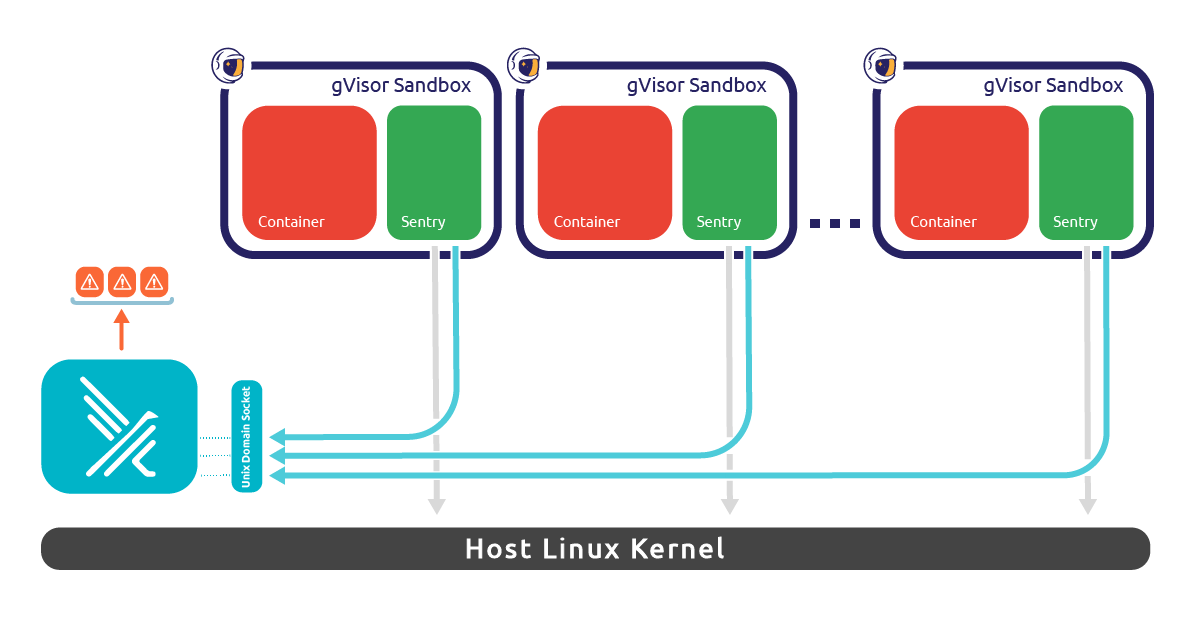 gVisor Sandbox
Container
Sentry
gVisor Sandbox
Container
Sentry
gVisor Sandbox
Container
Sentry
Unix Domain Socket
Host Linux Kernel